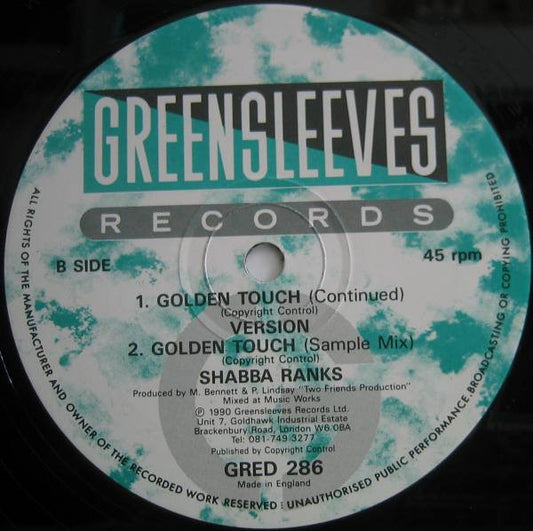 GREENSLEEVES
RECORDS
B SIDE
45 rpm
1. GOLDEN TOUCH (Continued)
(Copyright Control)
VERSION
2. GOLDEN TOUCH (Sample Mix)
(Copyright Control)
SHABBA RANKS
Produced by M. Bennett & P. Lindsay "Two Friends Production"
Mixed at Music Works
℗ 1990 Greensleeves Records Ltd.
Unit 7, Goldhawk Industrial Estate
Brackenbury Road, London W6 0BA
Tel: 081-749 3277
Published by Copyright Control
GRED 286
Made in England
ALL RIGHTS OF THE MANUFACTURER AND OWNER OF THE RECORDED WORK RESERVED : UNAUTHORISED PUBLIC PERFORMANCE, BROADCASTING OR COPYING PROHIBITED